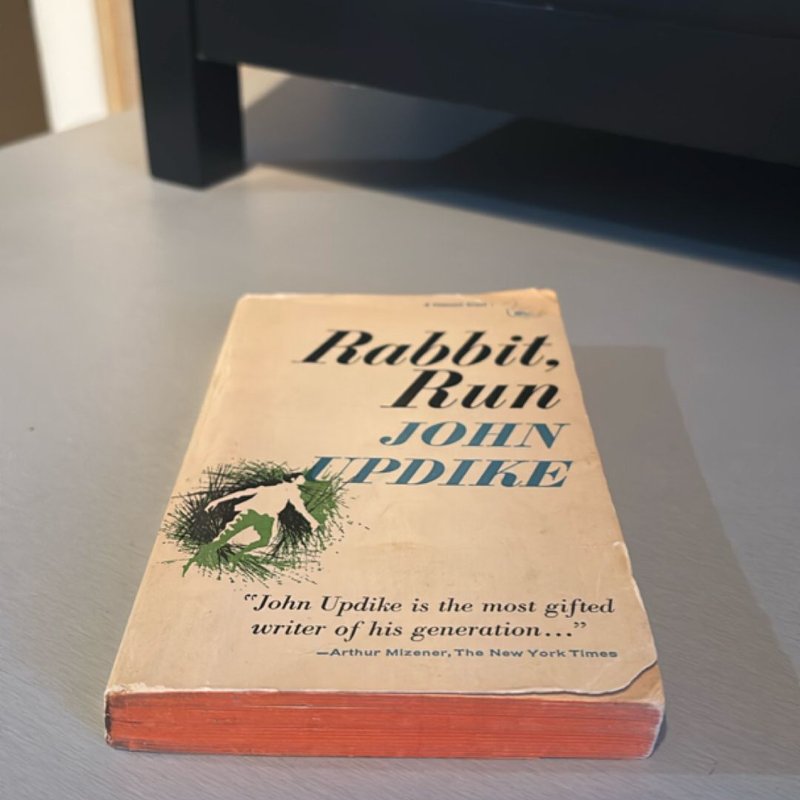 Rabbit,
Run
JOHN
UPDIKE
"John Updike is the most gifted
writer of his generation..."
—Arthur Mizener, The New York Times